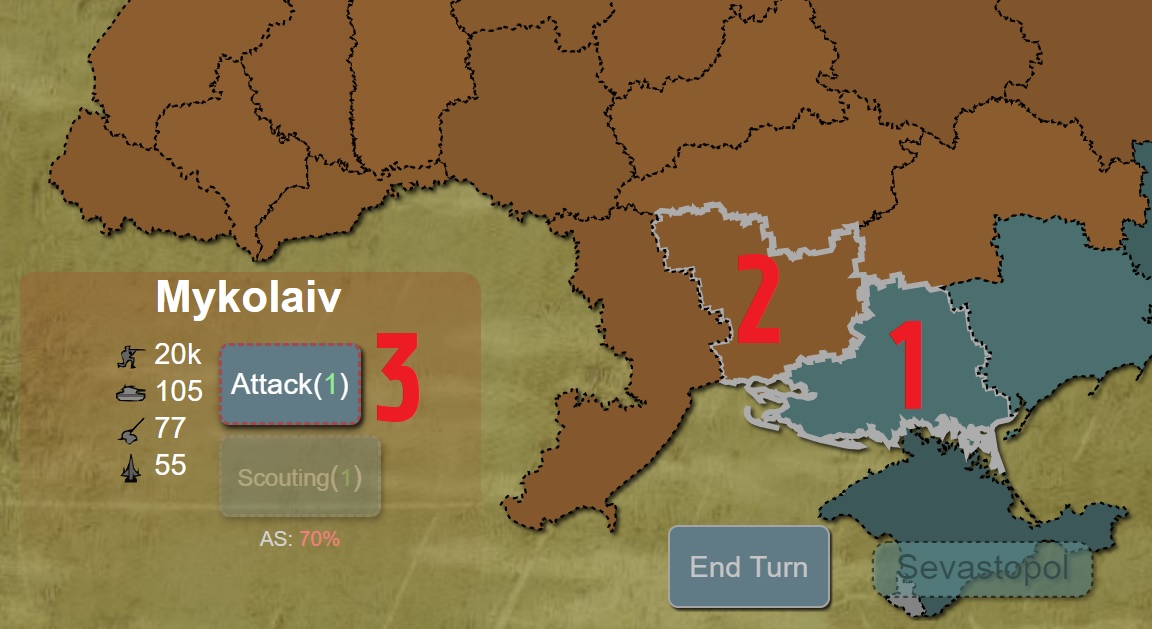 Mykolaiv
20k
105
77
55
Attack(1)
3
Scouting(1)
AS: 70%
2
1
End Turn
Sevastopol